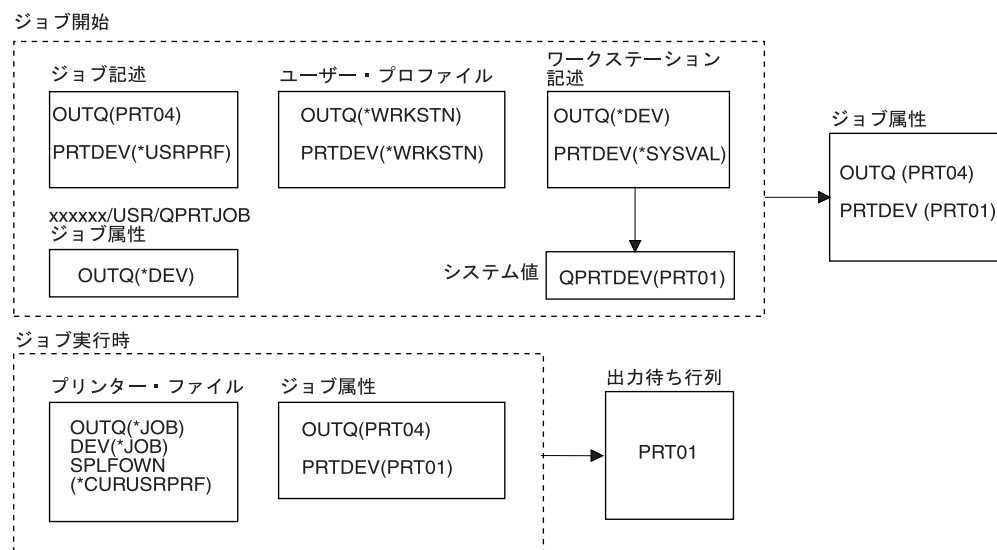 ジョブ開始
ジョブ記述
OUTQ(PRT04)
PRTDEV(*USRPRF)
ユーザー・プロファイル
OUTQ(*WRKSTN)
PRTDEV(*WRKSTN)
ワークステーション
記述
OUTQ(*DEV)
PRTDEV(*SYSVAL)
ジョブ属性
OUTQ (PRT04)
PRTDEV (PRT01)
xxxxxx/USR/QPRTJOB
ジョブ属性
OUTQ(*DEV)
システム値
QPRTDEV(PRT01)
ジョブ実行時
プリンター・ファイル
OUTQ(*JOB)
DEV(*JOB)
SPLFOWN
(*CURUSRPRF)
ジョブ属性
OUTQ(PRT04)
PRTDEV(PRT01)
出力待ち行列
PRT01